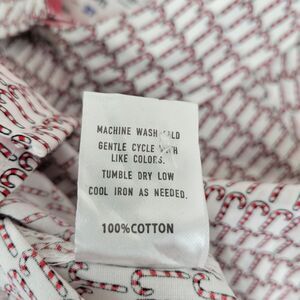 MACHINE WASH COLD
GENTLE CYCLE WITH
LIKE COLORS.
TUMBLE DRY LOW
COOL IRON AS NEEDED.
100%COTTON